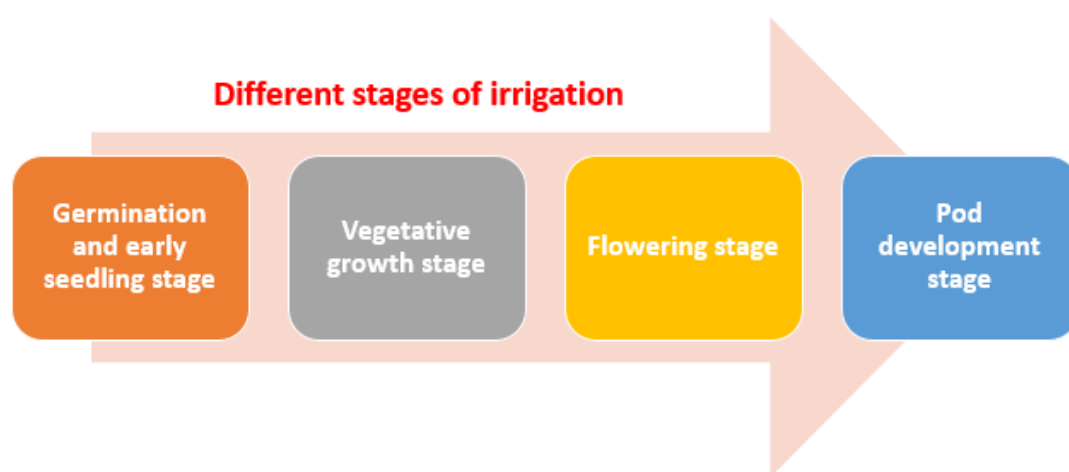 Different stages of irrigation
Germination
and early
seedling stage
Vegetative
growth stage
Flowering stage
Pod
development
stage